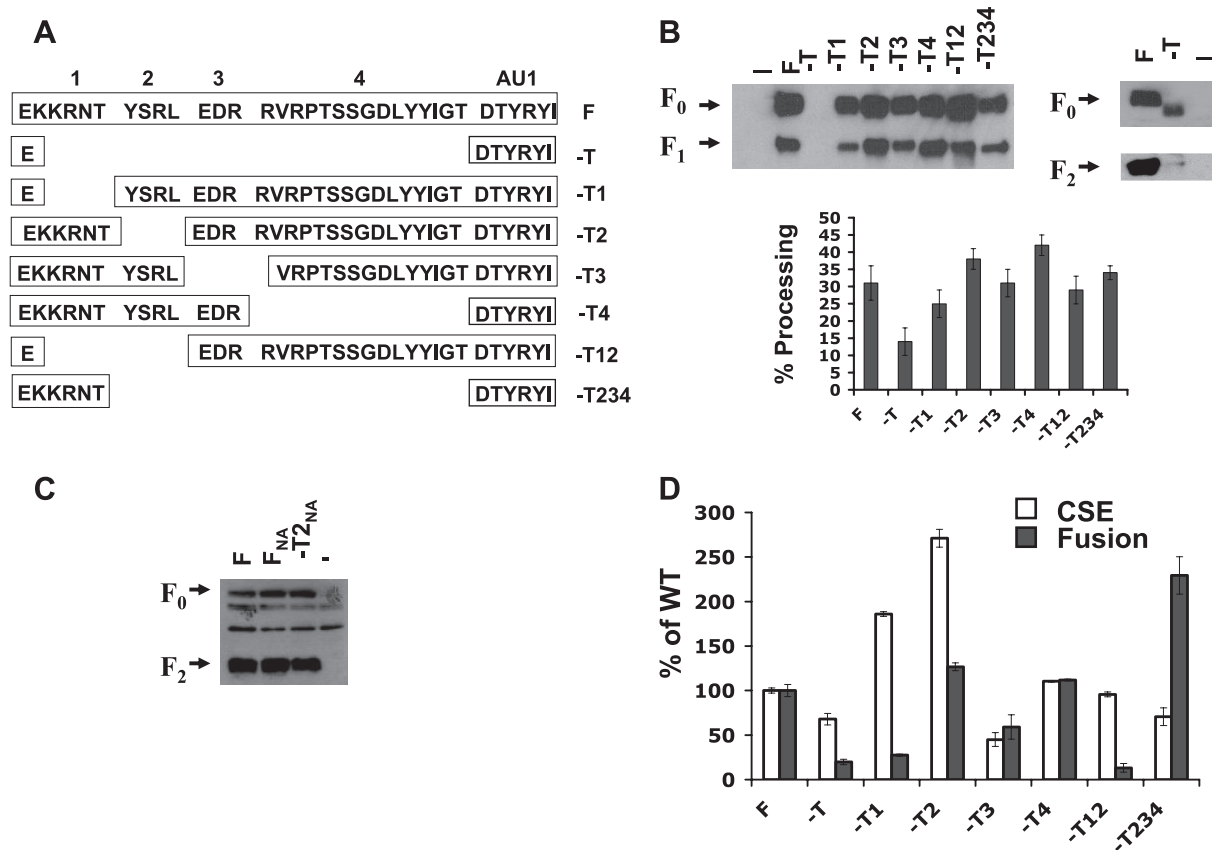 A
1 2 3 4 AU1
EKKRNT YSRL EDR RVRPTSSGDLYYIGT DTYRYI F
E DTYRYI -T
E YSRL EDR RVRPTSSGDLYYIGT DTYRYI -T1
EKKRNT EDR RVRPTSSGDLYYIGT DTYRYI -T2
EKKRNT YSRL VRPTSSGDLYYIGT DTYRYI -T3
EKKRNT YSRL EDR DTYRYI -T4
E EDR RVRPTSSGDLYYIGT DTYRYI -T12
EKKRNT DTYRYI -T234
B
- F -T -T1 -T2 -T3 -T4 -T12 -T234
F0
F1
F -T -
F0
F2
% Processing
50
45
40
35
30
25
20
15
10
5
0
F -T -T1 -T2 -T3 -T4 -T12 -T234
C
F FNA -T2NA -
F0
F2
D
CSE
Fusion
% of WT
300
250
200
150
100
50
0
F -T -T1 -T2 -T3 -T4 -T12 -T234